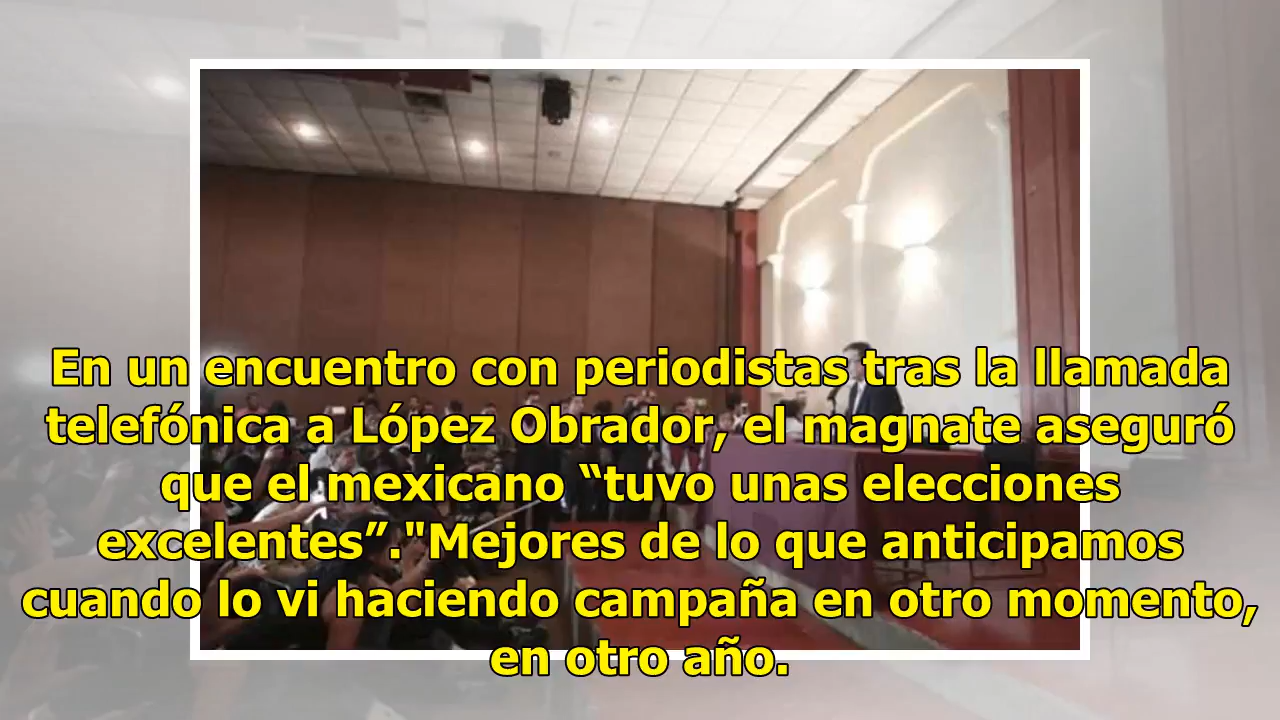 En un encuentro con periodistas tras la llamada
telefónica a López Obrador, el magnate aseguró
que el mexicano “tuvo unas elecciones
excelentes”."Mejores de lo que anticipamos
cuando lo vi haciendo campaña en otro momento,
en otro año.